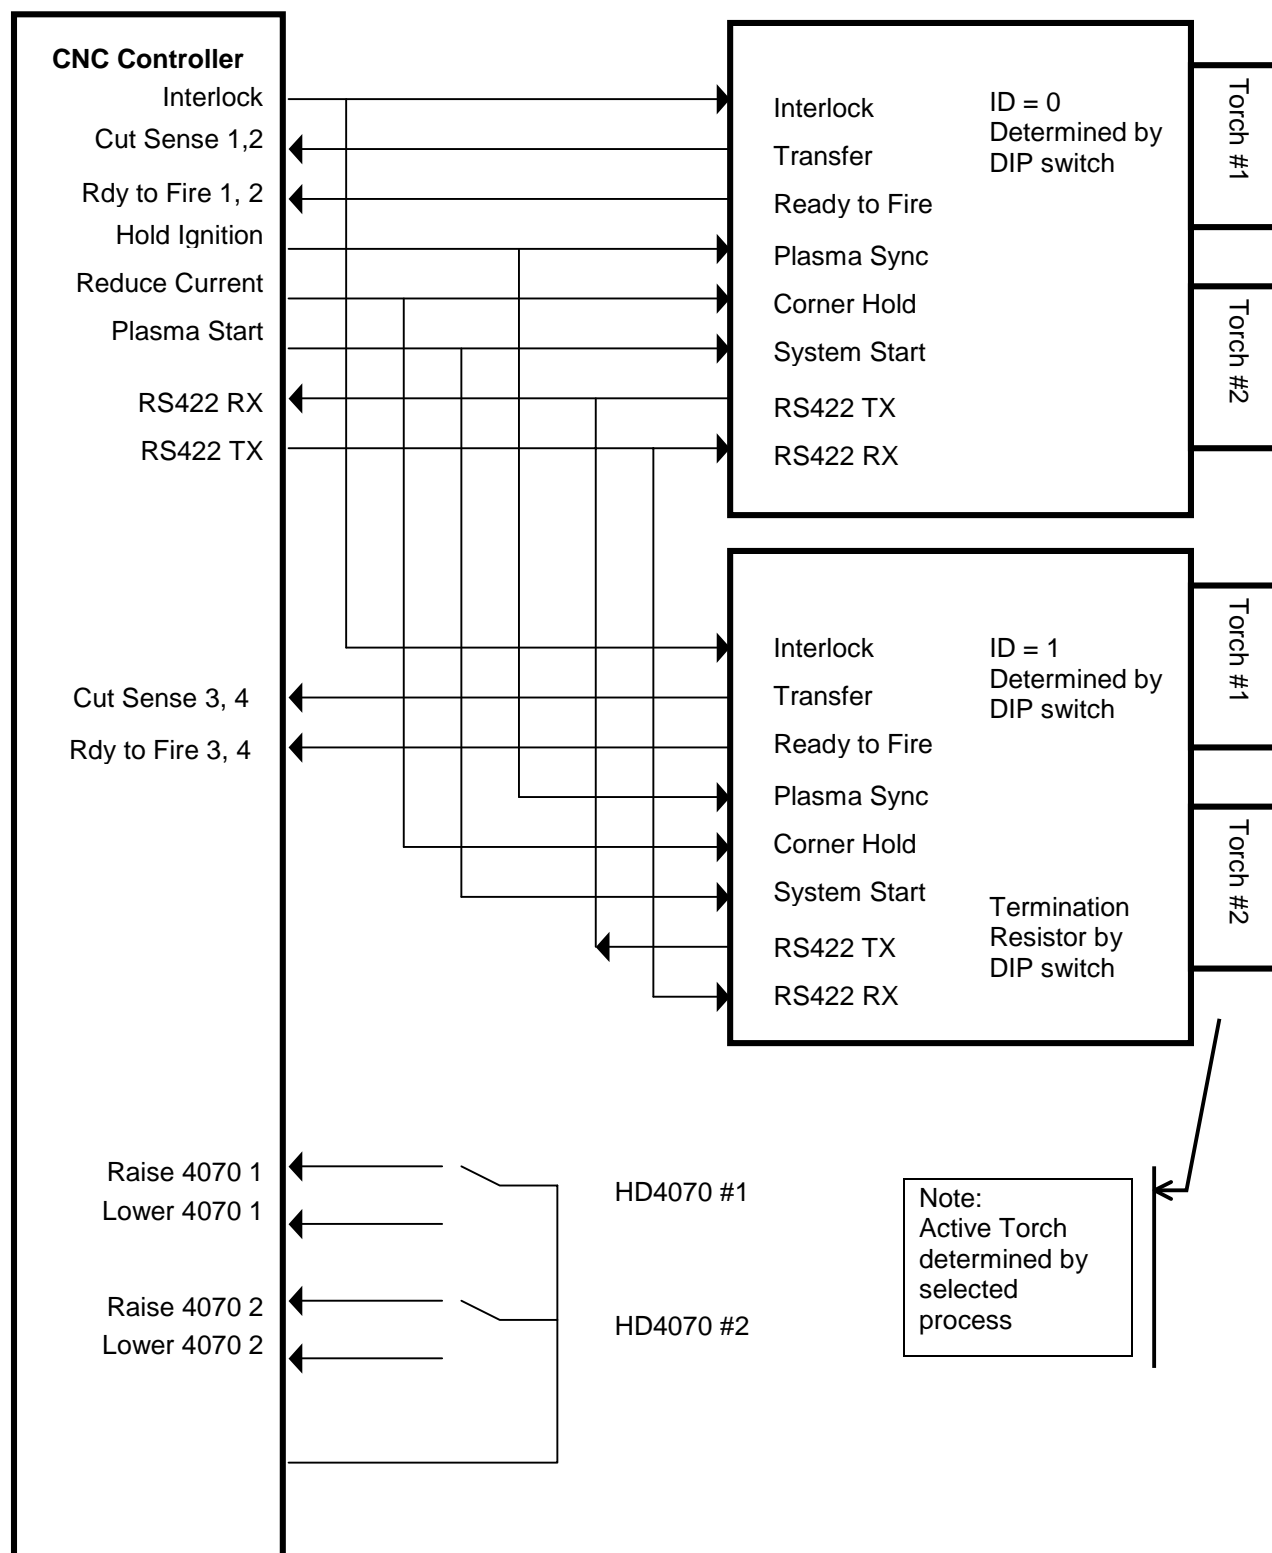 CNC Controller
Interlock
Cut Sense 1,2
Rdy to Fire 1, 2
Hold Ignition
Reduce Current
Plasma Start
RS422 RX
RS422 TX
Interlock
Transfer
Ready to Fire
Plasma Sync
Corner Hold
System Start
RS422 TX
RS422 RX
ID = 0
Determined by
DIP switch
Torch #1
Torch #2
Cut Sense 3, 4
Rdy to Fire 3, 4
Interlock
Transfer
Ready to Fire
Plasma Sync
Corner Hold
System Start
RS422 TX
RS422 RX
ID = 1
Determined by
DIP switch
Termination
Resistor by
DIP switch
Torch #1
Torch #2
Raise 4070 1
Lower 4070 1
Raise 4070 2
Lower 4070 2
HD4070 #1
HD4070 #2
Note:
Active Torch
determined by
selected
process